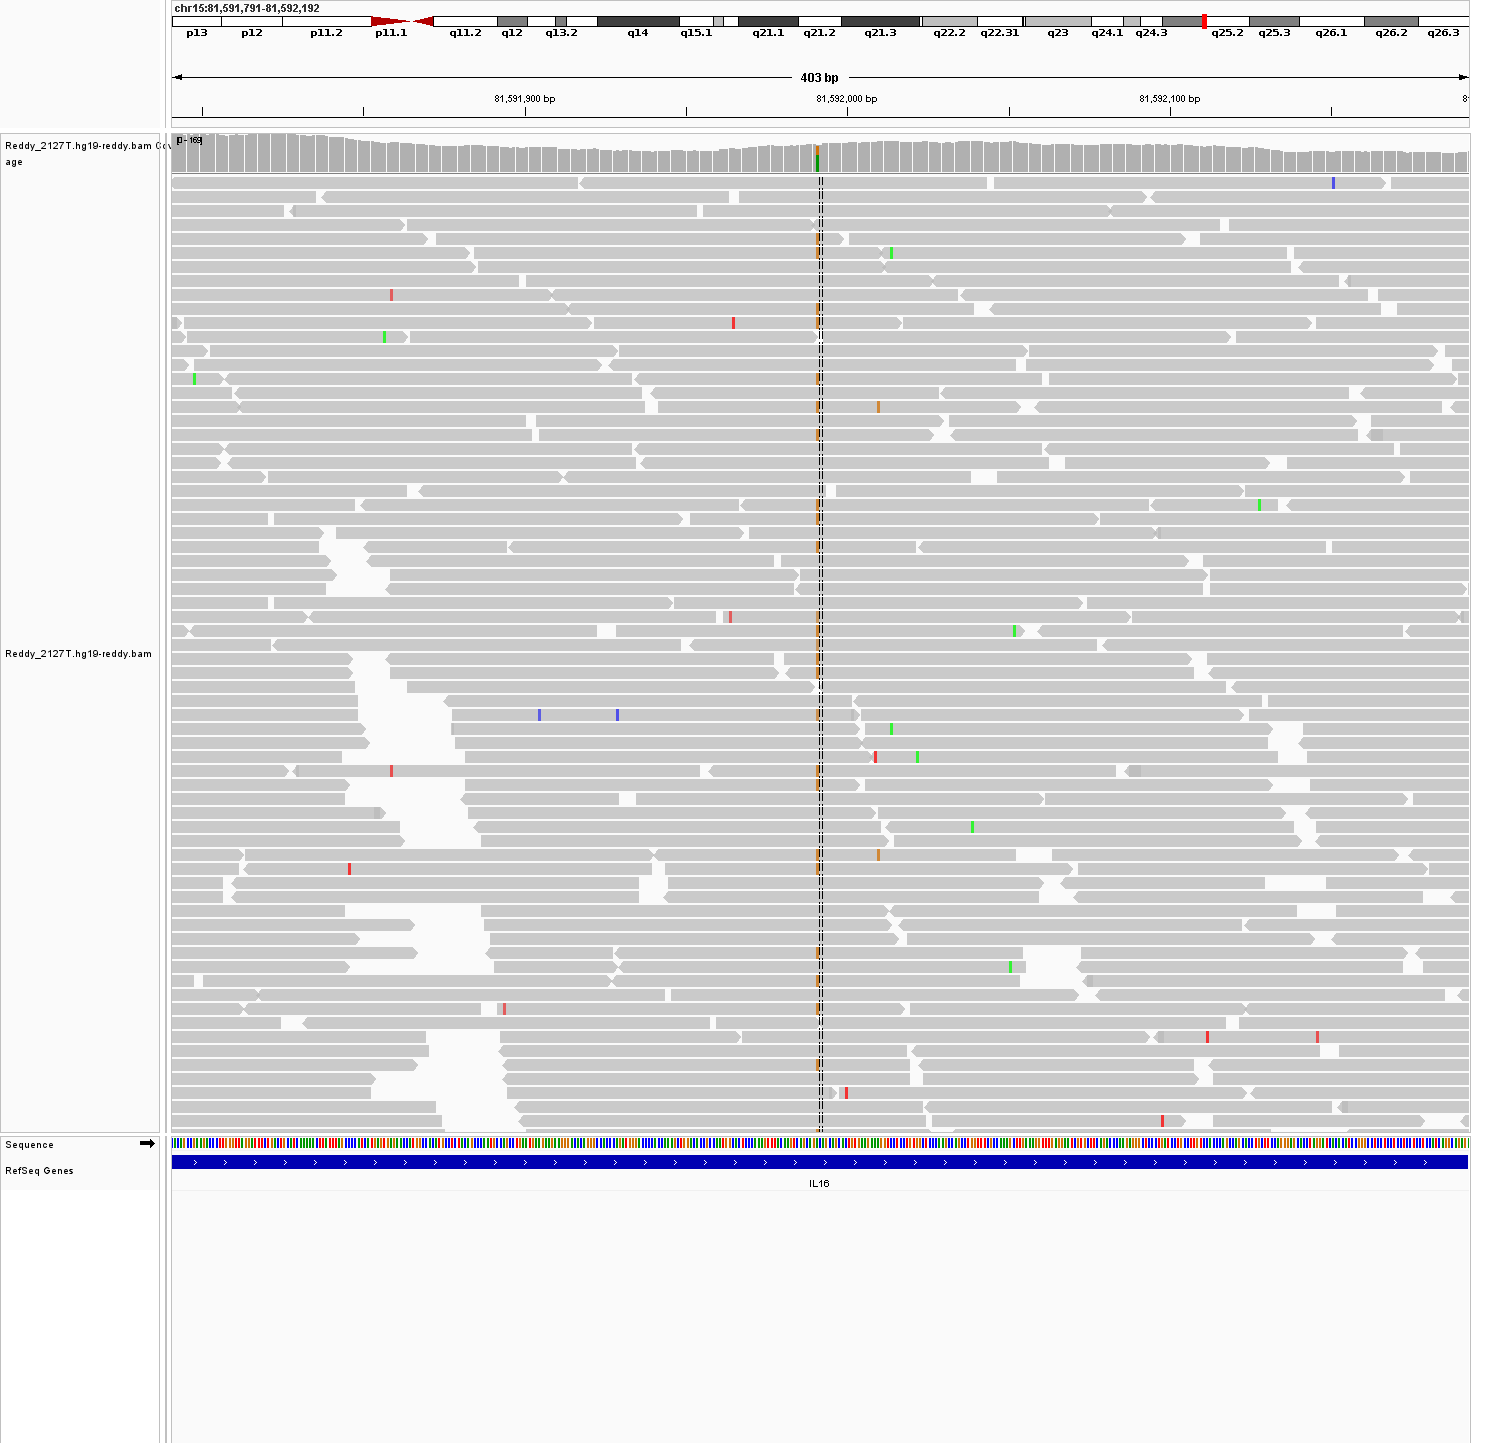 chr15:81,591,791-81,592,192
p13 p12 p11.2 p11.1 q11.2 q12 q13.2 q14 q15.1 q21.1 q21.2 q21.3 q22.2 q22.31 q23 q24.1 q24.3 q25.2 q25.3 q26.1 q26.2 q26.3
403 bp
81,591,900 bp 81,592,000 bp 81,592,100 bp 8
Reddy_2127T.hg19-reddy.bam Cov
age
[0 - 169]
Reddy_2127T.hg19-reddy.bam
Sequence
RefSeq Genes
IL16